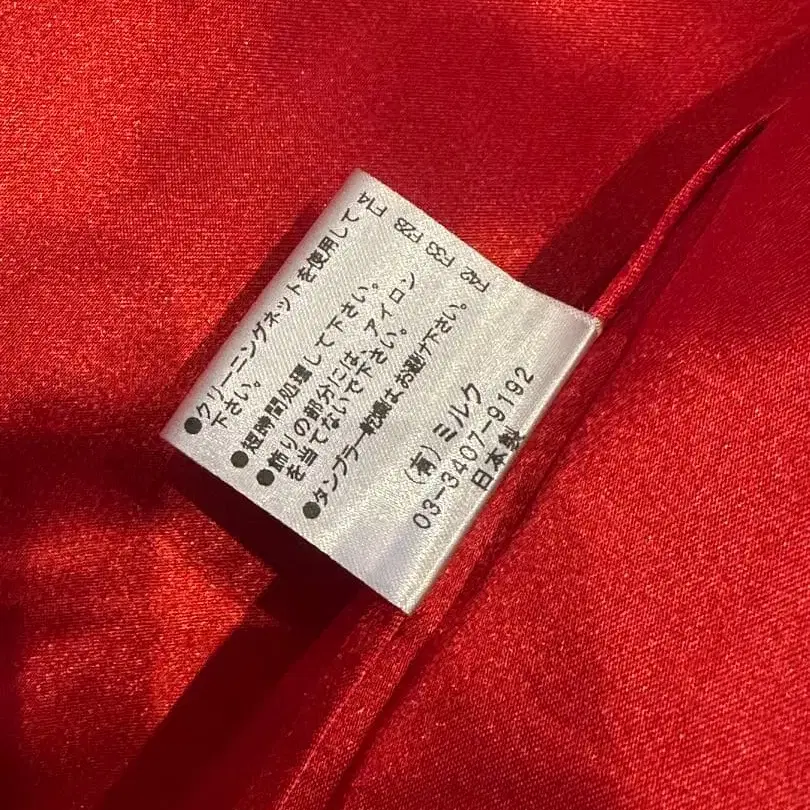 ●クリーニングネットを使用して F14
下さい。 F28
●短時間処理して下さい。 F33
●飾りの部分には、アイロン F42
を当てないで下さい。
●タンブラー乾燥はお避け下さい。
(有)ミルク
03-3407-9192
日本製